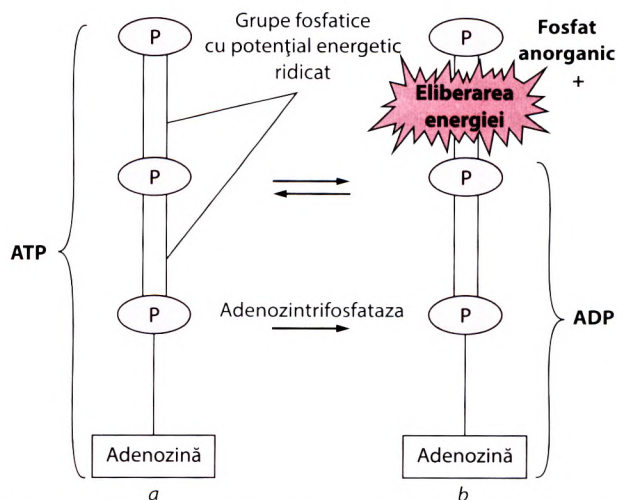 P
Grupe fosfatice
cu potențial energetic
ridicat
P
Fosfat
anorganic
+
Eliberarea
energiei
P
P
ATP
P
Adenozintrifosfataza
P
ADP
Adenozină
Adenozină
a
b